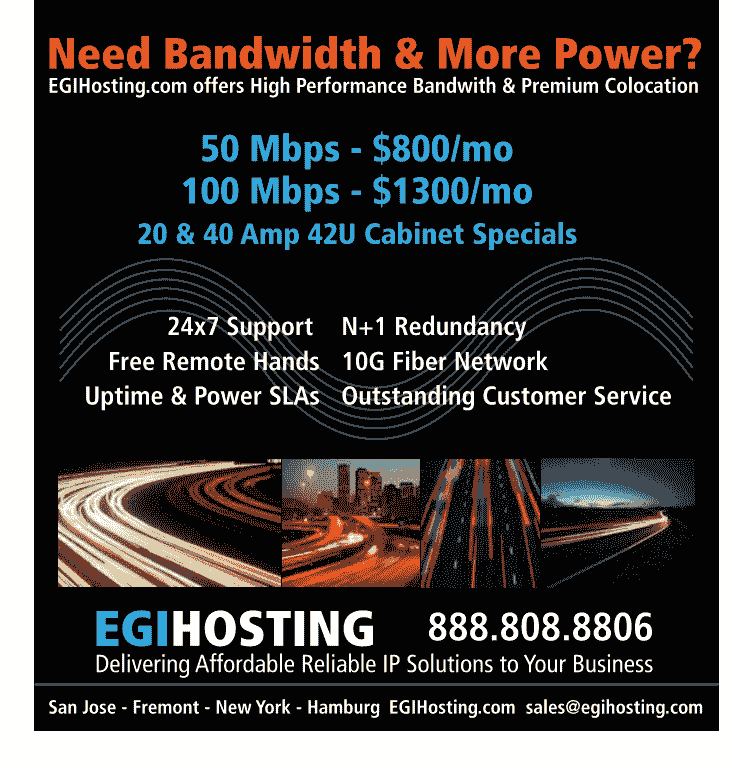 Need Bandwidth & More Power?
EGIHosting.com offers High Performance Bandwith & Premium Colocation
50 Mbps - $800/mo
100 Mbps - $1300/mo
20 & 40 Amp 42U Cabinet Specials
24x7 Support N+1 Redundancy
Free Remote Hands 10G Fiber Network
Uptime & Power SLAs Outstanding Customer Service
EGIHOSTING 888.808.8806
Delivering Affordable Reliable IP Solutions to Your Business
San Jose - Fremont - New York - Hamburg EGIHosting.com sales@egihosting.com